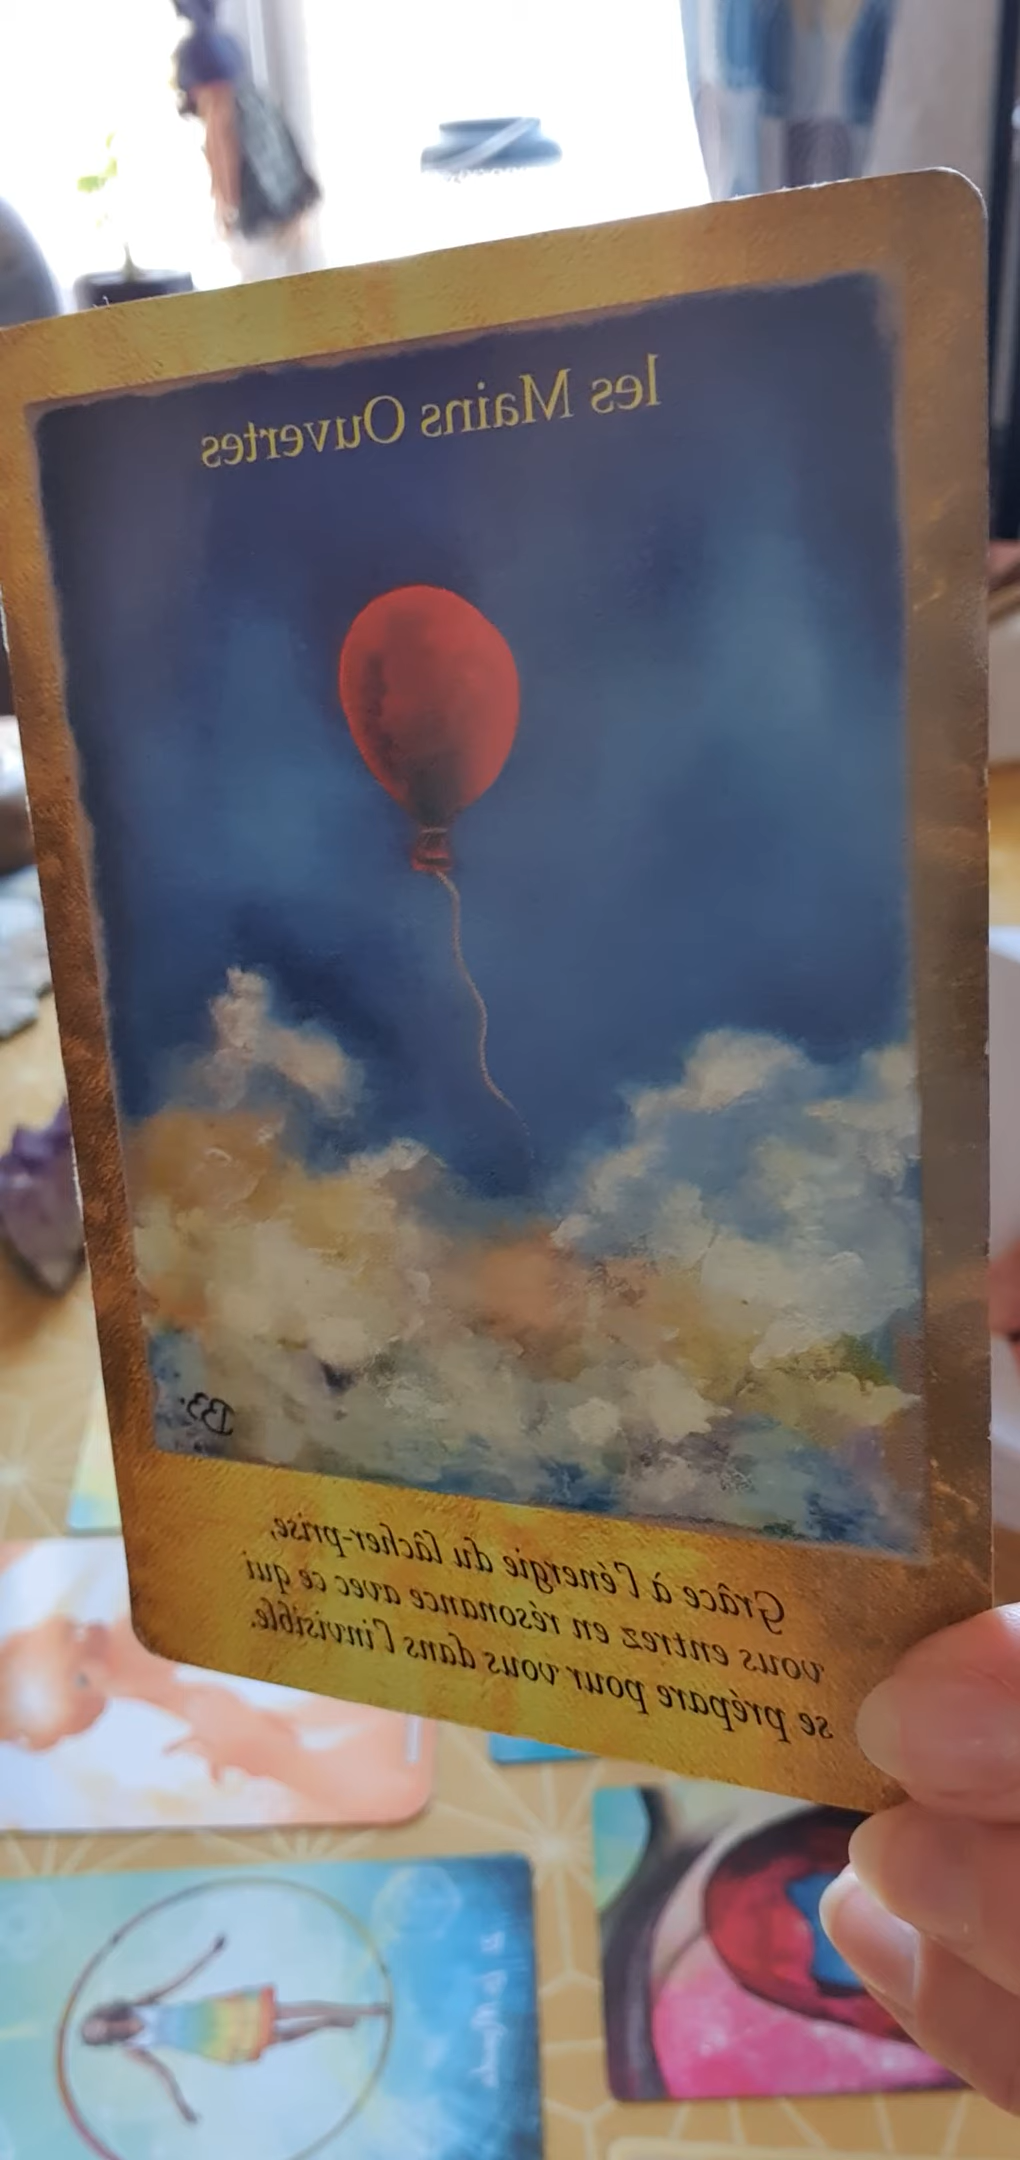 les Mains Ouvertes
Grâce à l'énergie du lâcher-prise,
vous entrez en résonance avec ce qui
se prépare pour vous dans l'invisible.